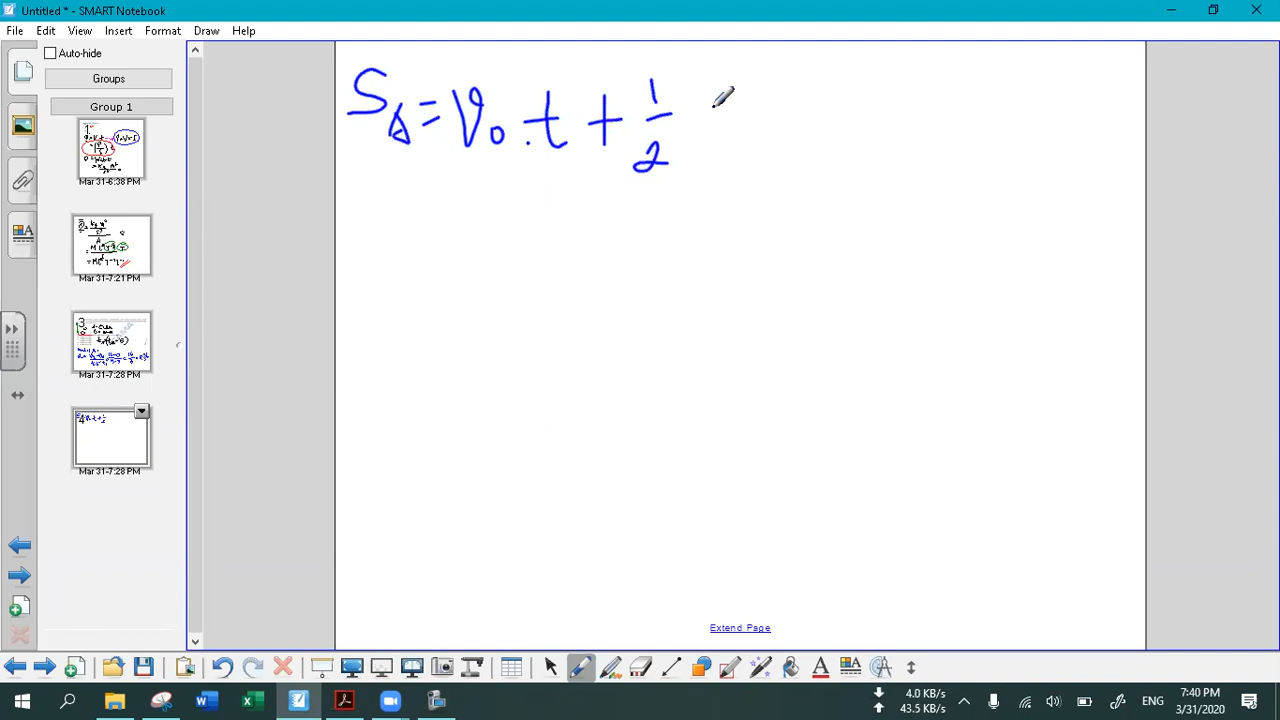 Untitled * - SMART Notebook
File Edit View Insert Format Draw Help
Auto-hide
Groups
Group 1
Mar 31-6:38 PM
Mar 31-7:21 PM
Mar 31-7:28 PM
4
Mar 31-7:28 PM
S_A = V₀ . t + 1/2
Extend Page
4.0 KB/s
43.5 KB/s
ENG
7:40 PM
3/31/2020